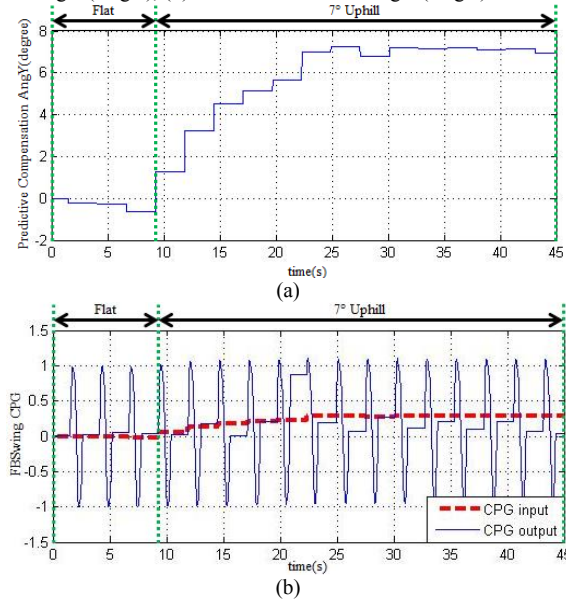 Flat
7° Uphill
Predictive Compensation AngY(degree)
8
6
4
2
0
-2
0 5 10 15 20 25 30 35 40 45
time(s)
(a)
Flat
7° Uphill
FBSwing CPG
1.5
1
0.5
0
-0.5
-1
-1.5
CPG input
CPG output
0 5 10 15 20 25 30 35 40 45
time(s)
(b)